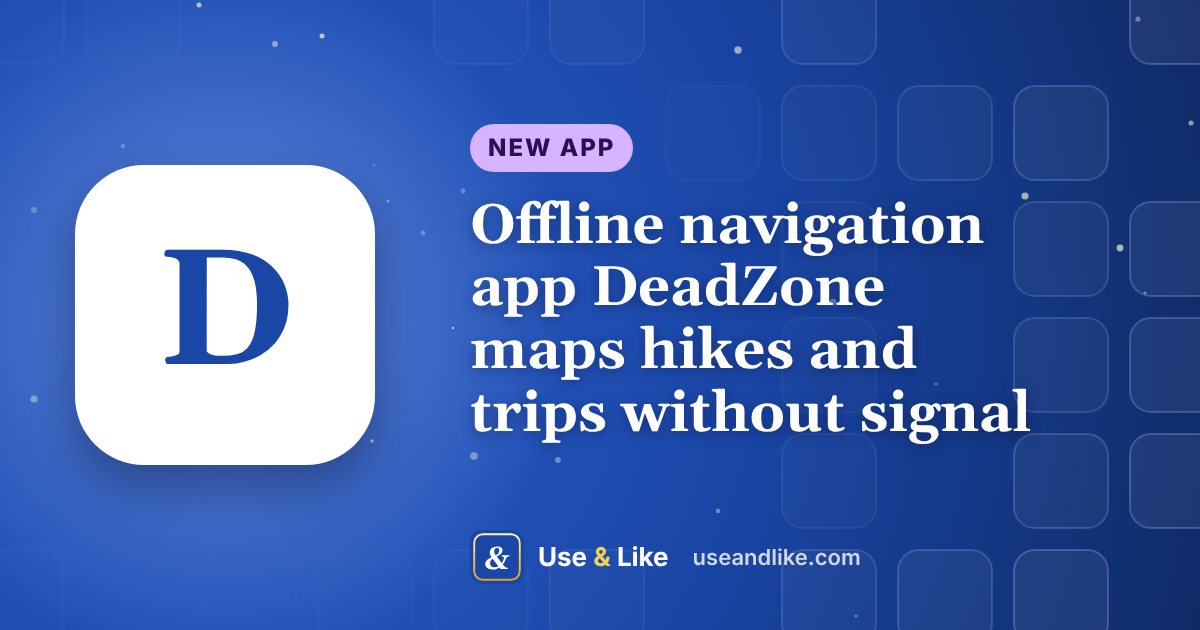 D
NEW APP
Offline navigation
app DeadZone
maps hikes and
trips without signal
& Use & Like useandlike.com